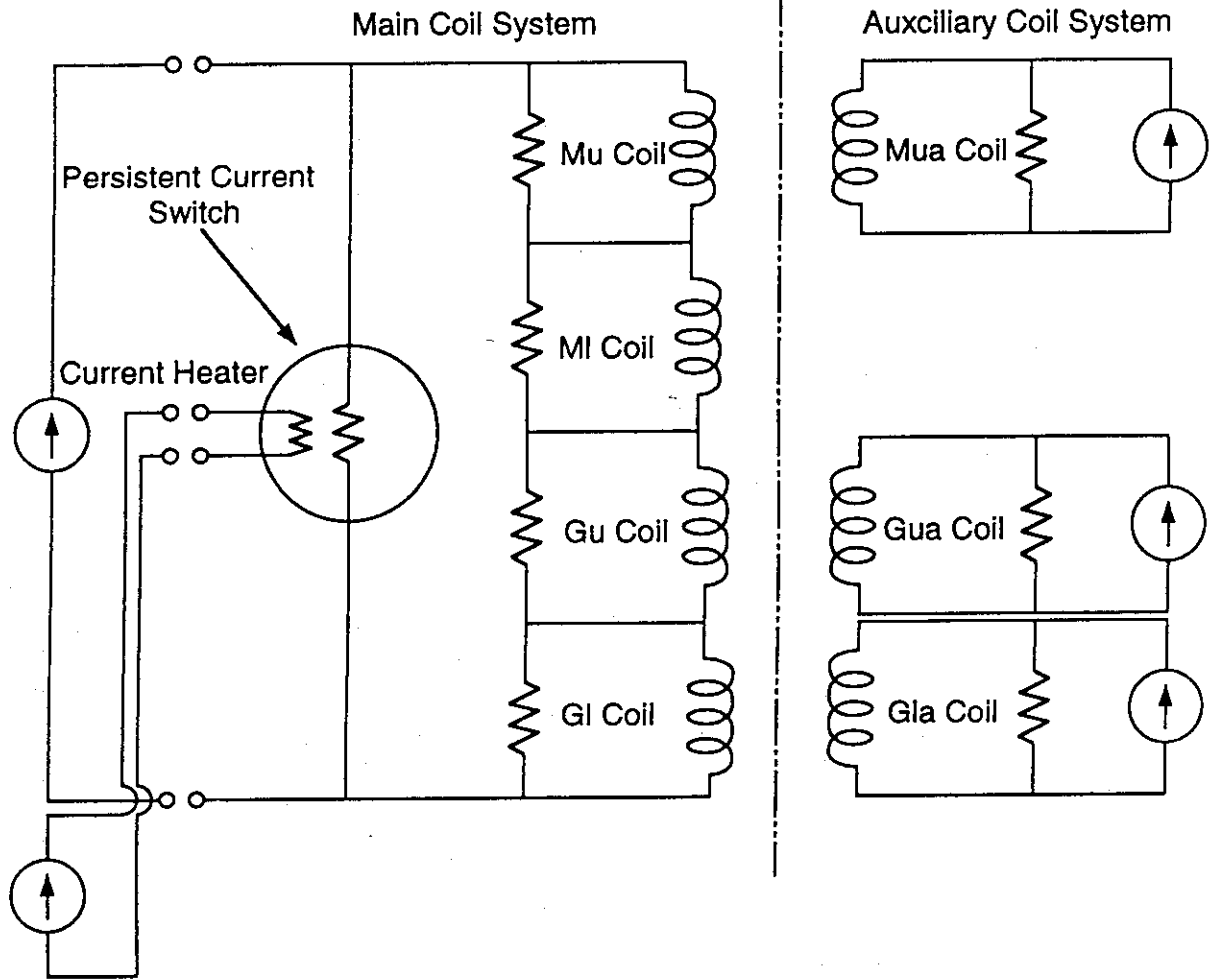 Main Coil System
Auxciliary Coil System
Mu Coil
Mua Coil
Persistent Current
Switch
Ml Coil
Current Heater
Gu Coil
Gua Coil
Gl Coil
Gla Coil